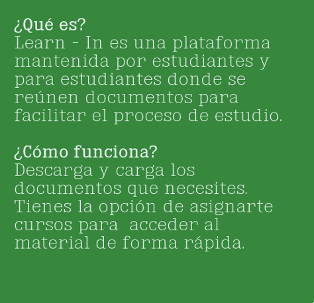 ¿Qué es?
Learn - In es una plataforma
mantenida por estudiantes y
para estudiantes donde se
reúnen documentos para
facilitar el proceso de estudio.
¿Cómo funciona?
Descarga y carga los
documentos que necesites.
Tienes la opción de asignarte
cursos para  acceder al
material de forma rápida.